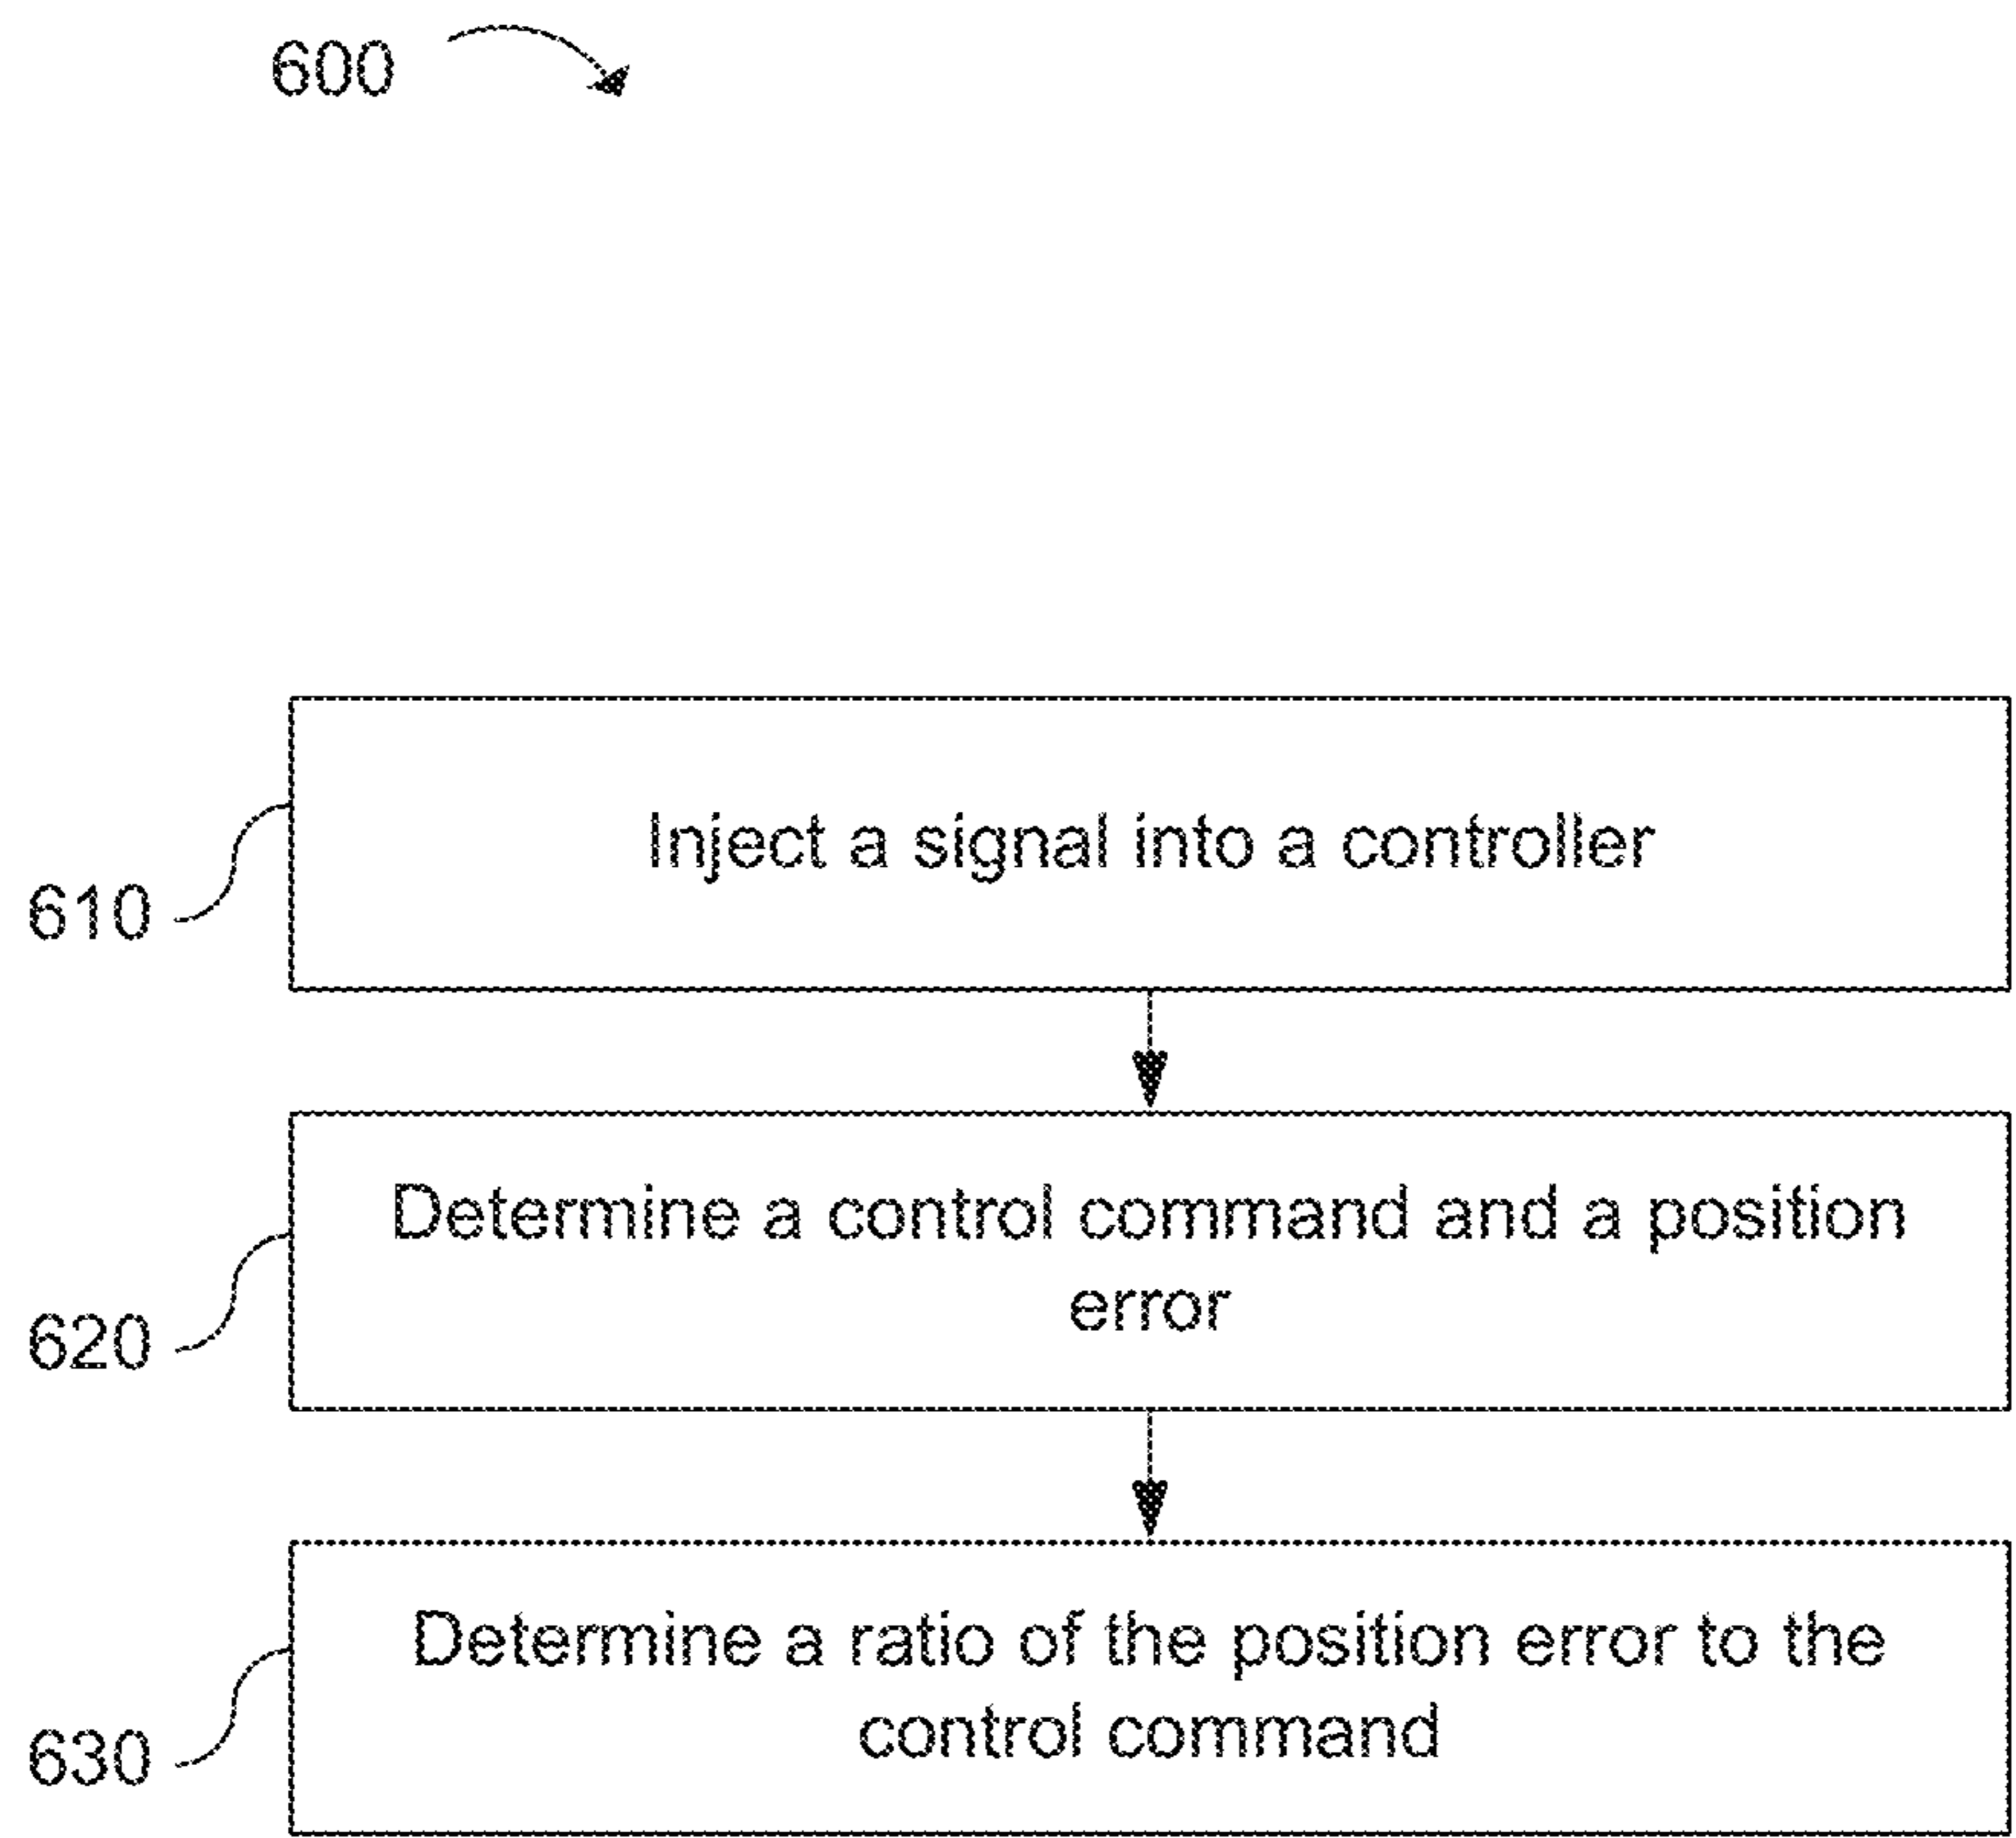 600
Inject a signal into a controller
610
Determine a control command and a position
error
620
Determine a ratio of the position error to the
control command
630